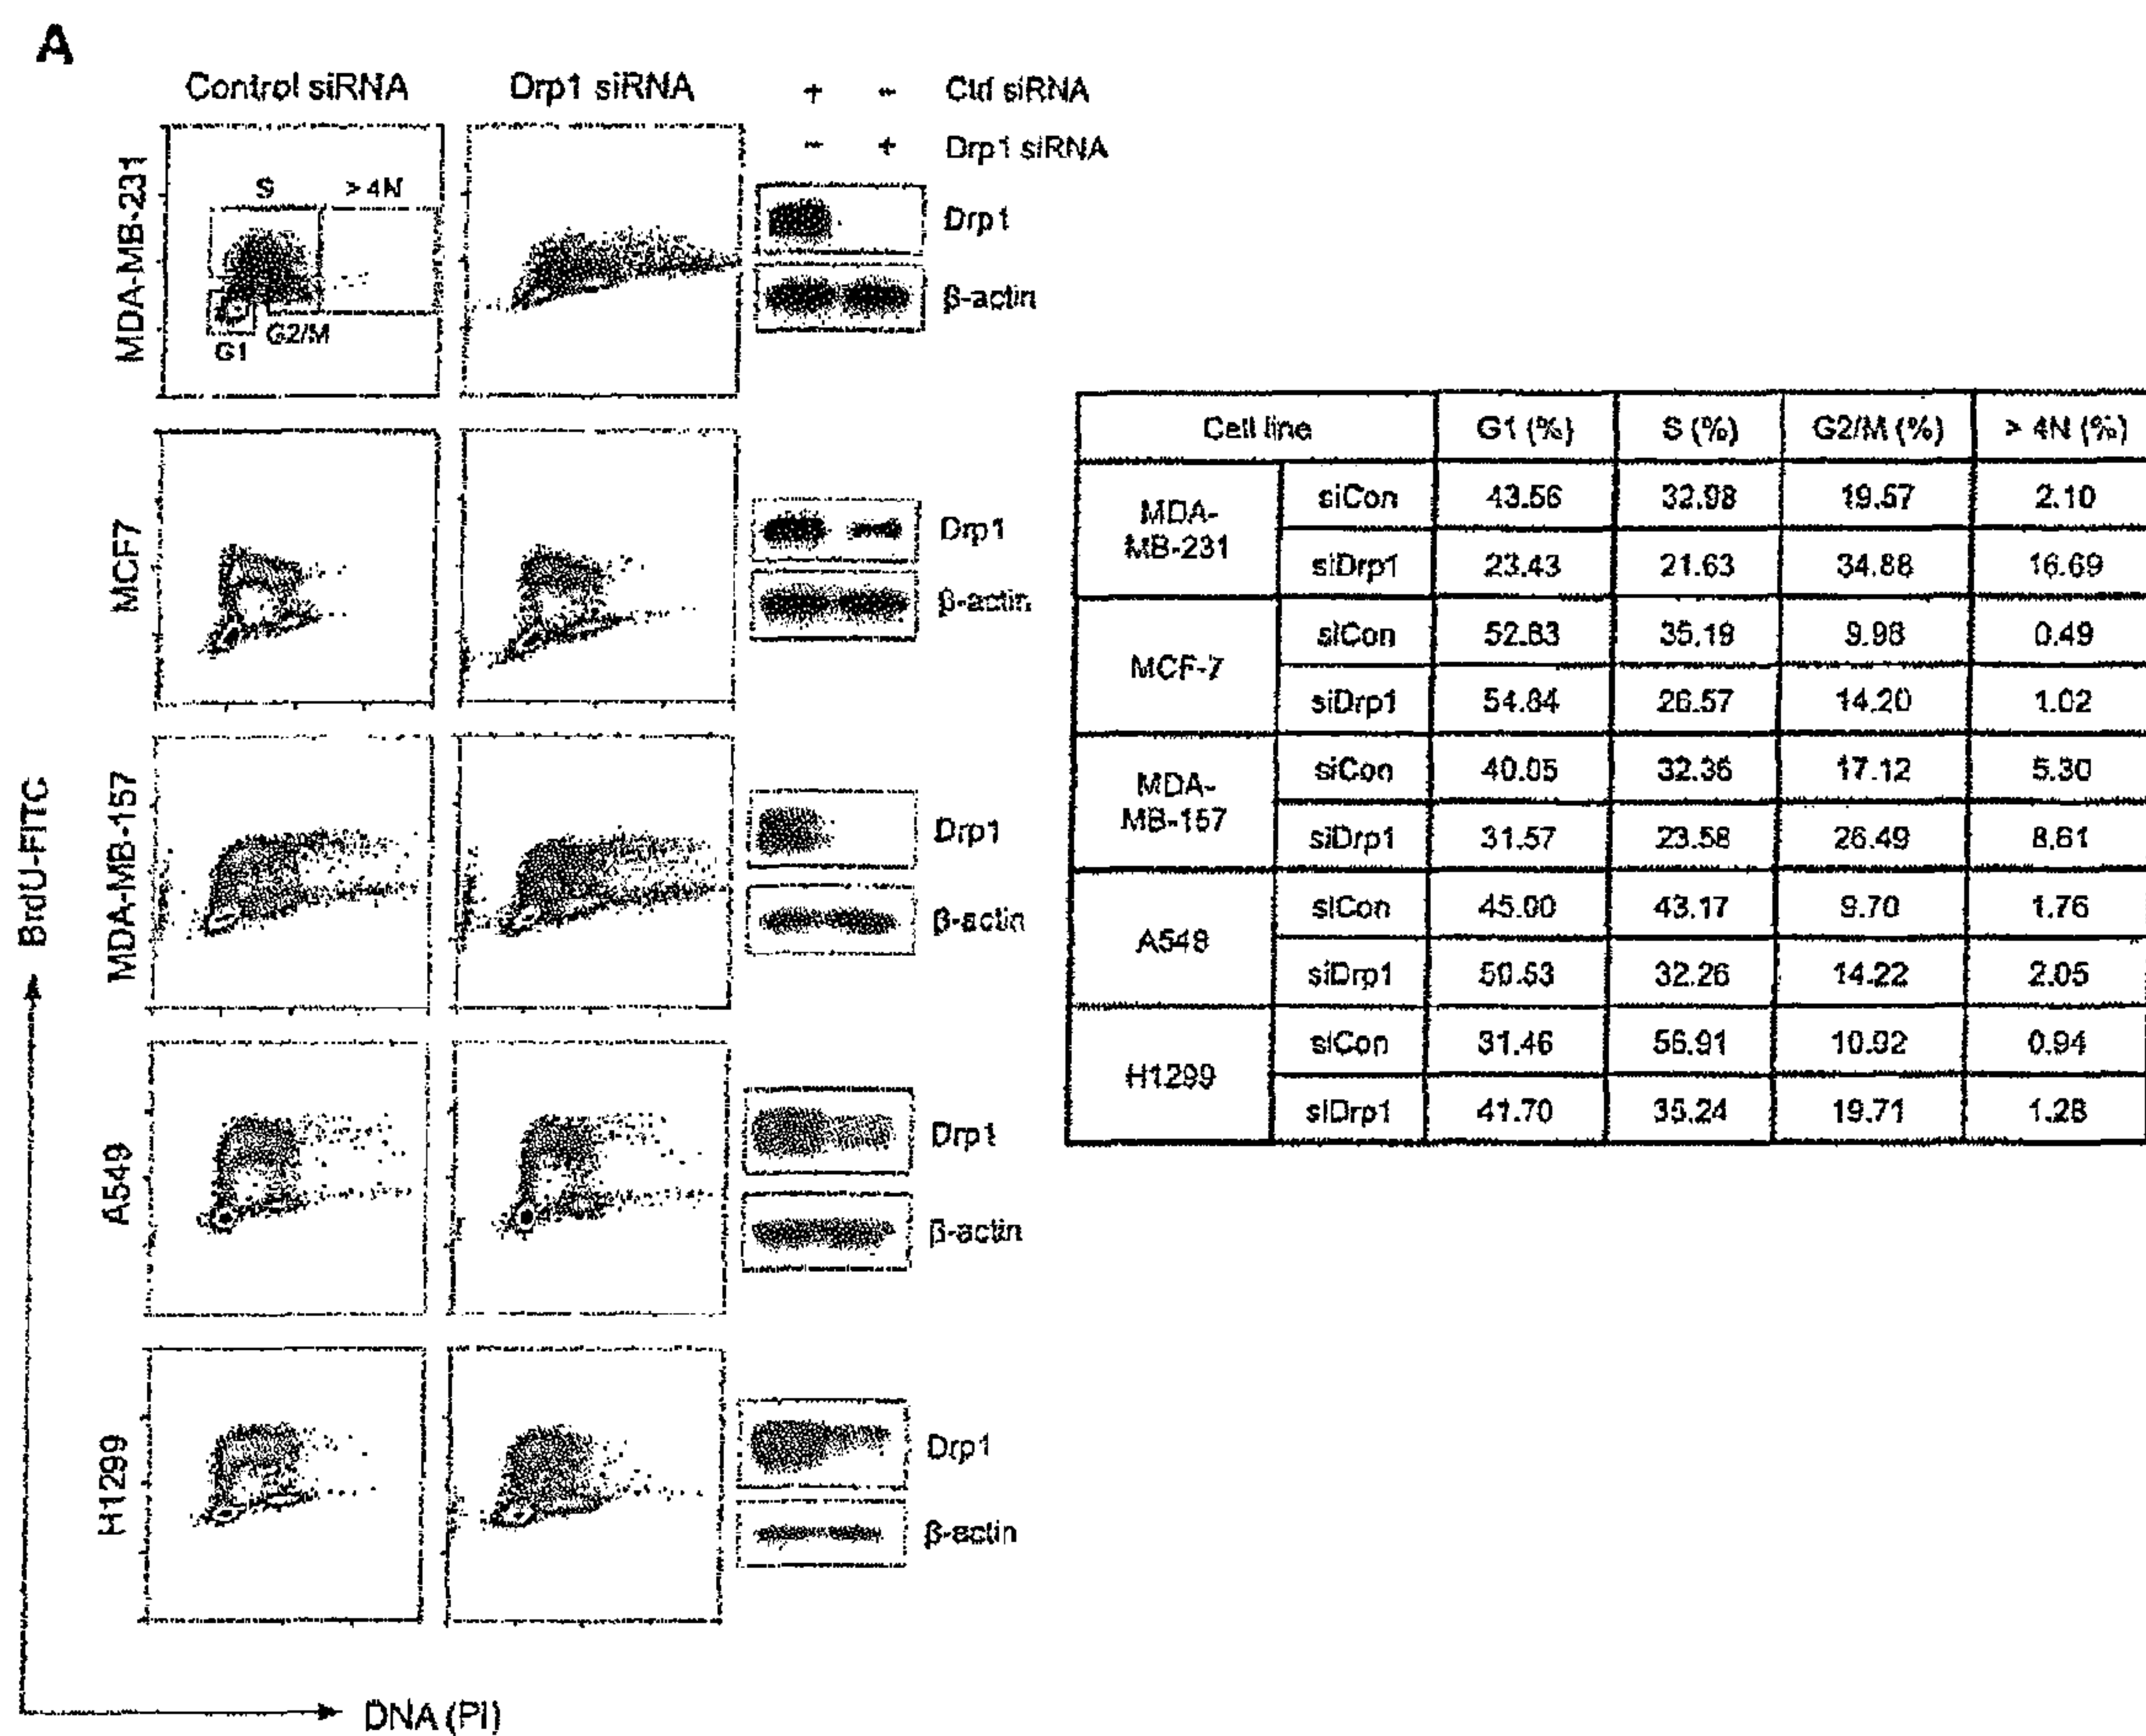 A
Control siRNA Drp1 siRNA + - Ctrl siRNA
- + Drp1 siRNA
MDA-MB-231
S >4N
G1 G2/M
Drp1
β-actin
MCF7
Drp1
β-actin
MDA-MB-157
Drp1
β-actin
A549
Drp1
β-actin
H1299
Drp1
β-actin
BrdU-FITC
DNA (PI)
Cell line G1 (%) S (%) G2/M (%) > 4N (%)
MDA-
MB-231
siCon 43.56 32.98 19.57 2.10
siDrp1 23.43 21.63 34.88 16.69
MCF-7
siCon 52.83 35.19 9.98 0.49
siDrp1 54.84 26.57 14.20 1.02
MDA-
MB-157
siCon 40.05 32.36 17.12 5.30
siDrp1 31.57 23.58 26.49 8.61
A549
siCon 45.00 43.17 9.70 1.76
siDrp1 50.53 32.26 14.22 2.05
H1299
siCon 31.46 56.91 10.92 0.94
siDrp1 41.70 35.24 19.71 1.28